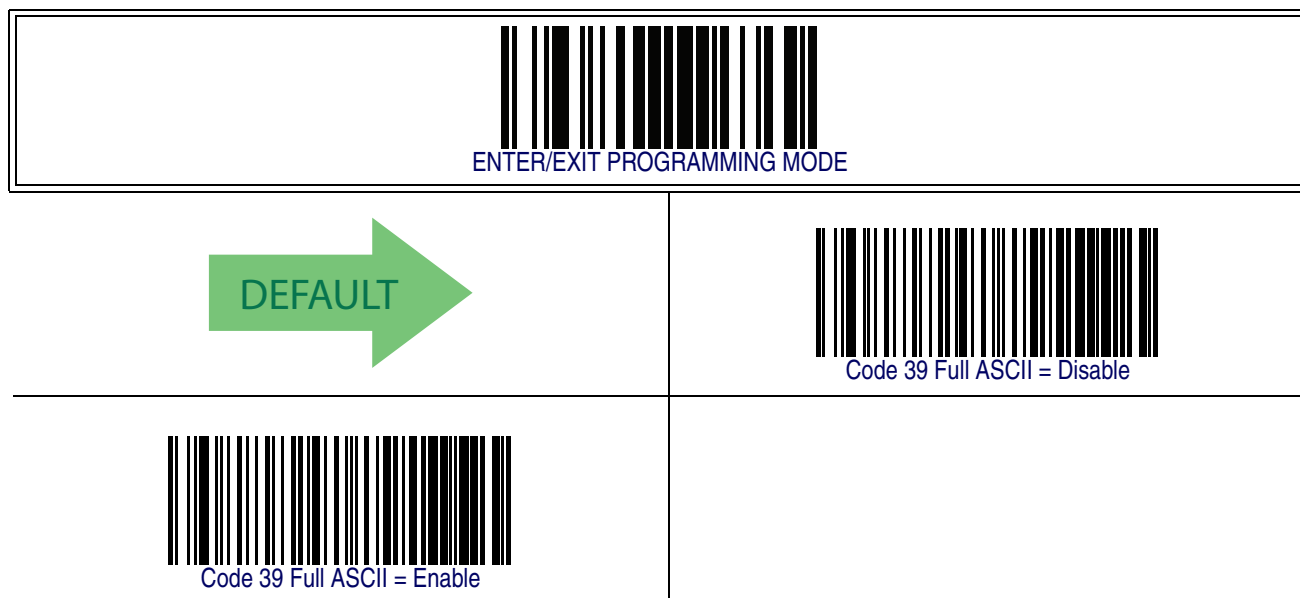 ENTER/EXIT PROGRAMMING MODE
DEFAULT
Code 39 Full ASCII = Disable
Code 39 Full ASCII = Enable